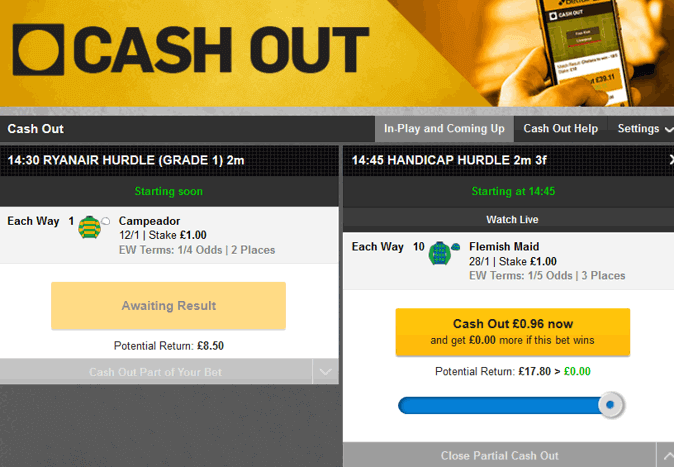 CASH OUT
Cash Out
In-Play and Coming Up
Cash Out Help
Settings
14:30 RYANAIR HURDLE (GRADE 1) 2m
Starting soon
Each Way 1 Campeador
12/1 | Stake £1.00
EW Terms: 1/4 Odds | 2 Places
Awaiting Result
Potential Return: £8.50
Cash Out Part of Your Bet
14:45 HANDICAP HURDLE 2m 3f
Starting at 14:45
Watch Live
Each Way 10 Flemish Maid
28/1 | Stake £1.00
EW Terms: 1/5 Odds | 3 Places
Cash Out £0.96 now
and get £0.00 more if this bet wins
Potential Return: £17.80 > £0.00
Close Partial Cash Out